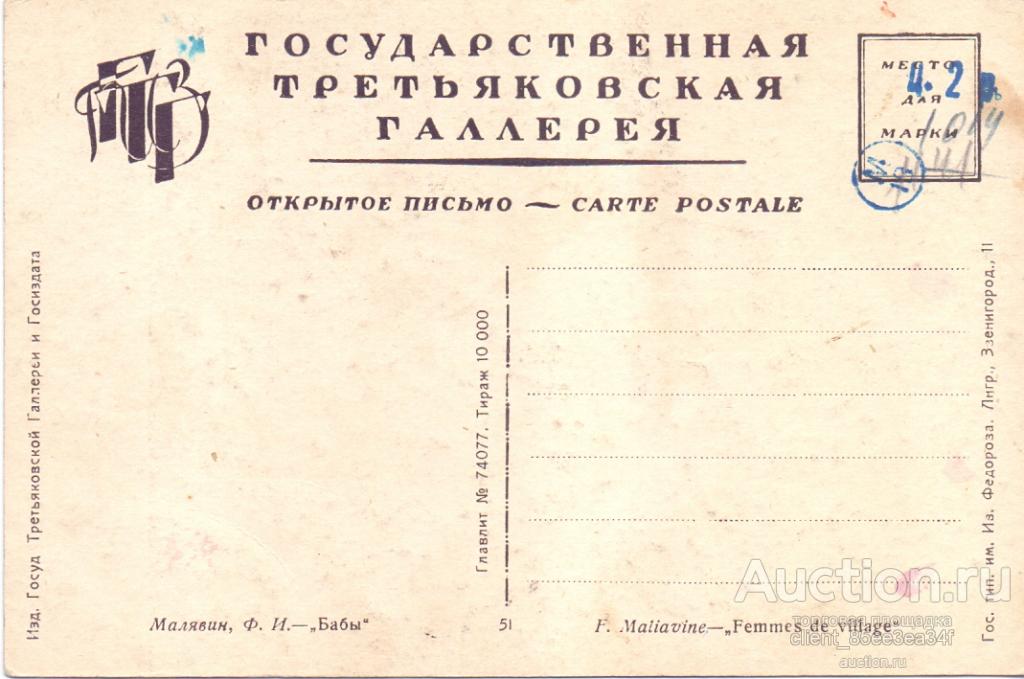 ГОСУДАРСТВЕННАЯ
ТРЕТЬЯКОВСКАЯ
ГАЛЛЕРЕЯ
ОТКРЫТОЕ ПИСЬМО — CARTE POSTALE
МЕСТО
ДЛЯ
МАРКИ
4. 2
Изд. Госуд Третьяковской Галлереи и Госиздата
Главлит № 74077. Тираж 10 000
Гос. тип. им. Ив. Федорова. Лнгр., Звенигород., 11
Малявин, Ф. И.—„Бабы"
51
F. Maliavine—„Femmes de village"
Auction.ru
торговая площадка
client_8bee3ea34f
auction.ru